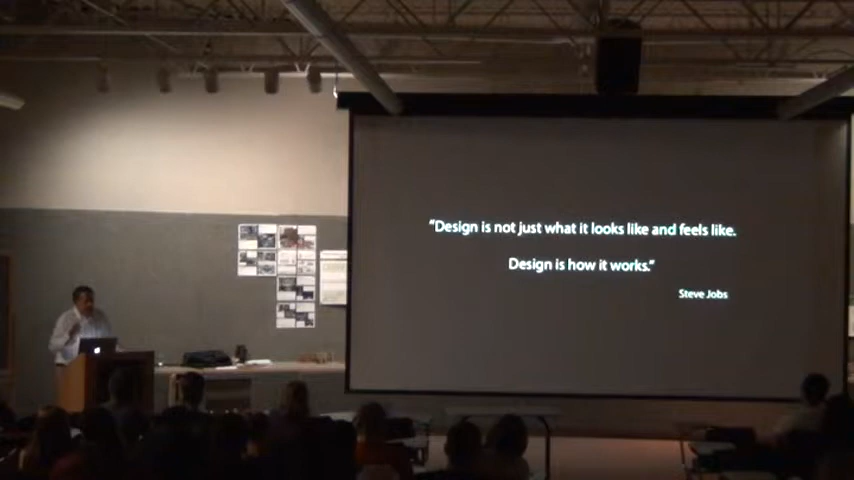 “Design is not just what it looks like and feels like.
Design is how it works.”
Steve Jobs